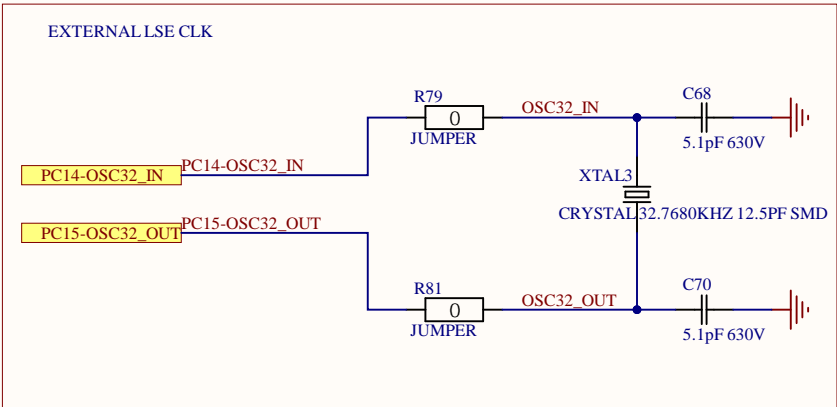 EXTERNAL LSE CLK
R79
0
JUMPER
OSC32_IN
C68
5.1pF 630V
PC14-OSC32_IN
PC14-OSC32_IN
XTAL3
CRYSTAL 32.7680KHZ 12.5PF SMD
PC15-OSC32_OUT
PC15-OSC32_OUT
R81
0
JUMPER
OSC32_OUT
C70
5.1pF 630V